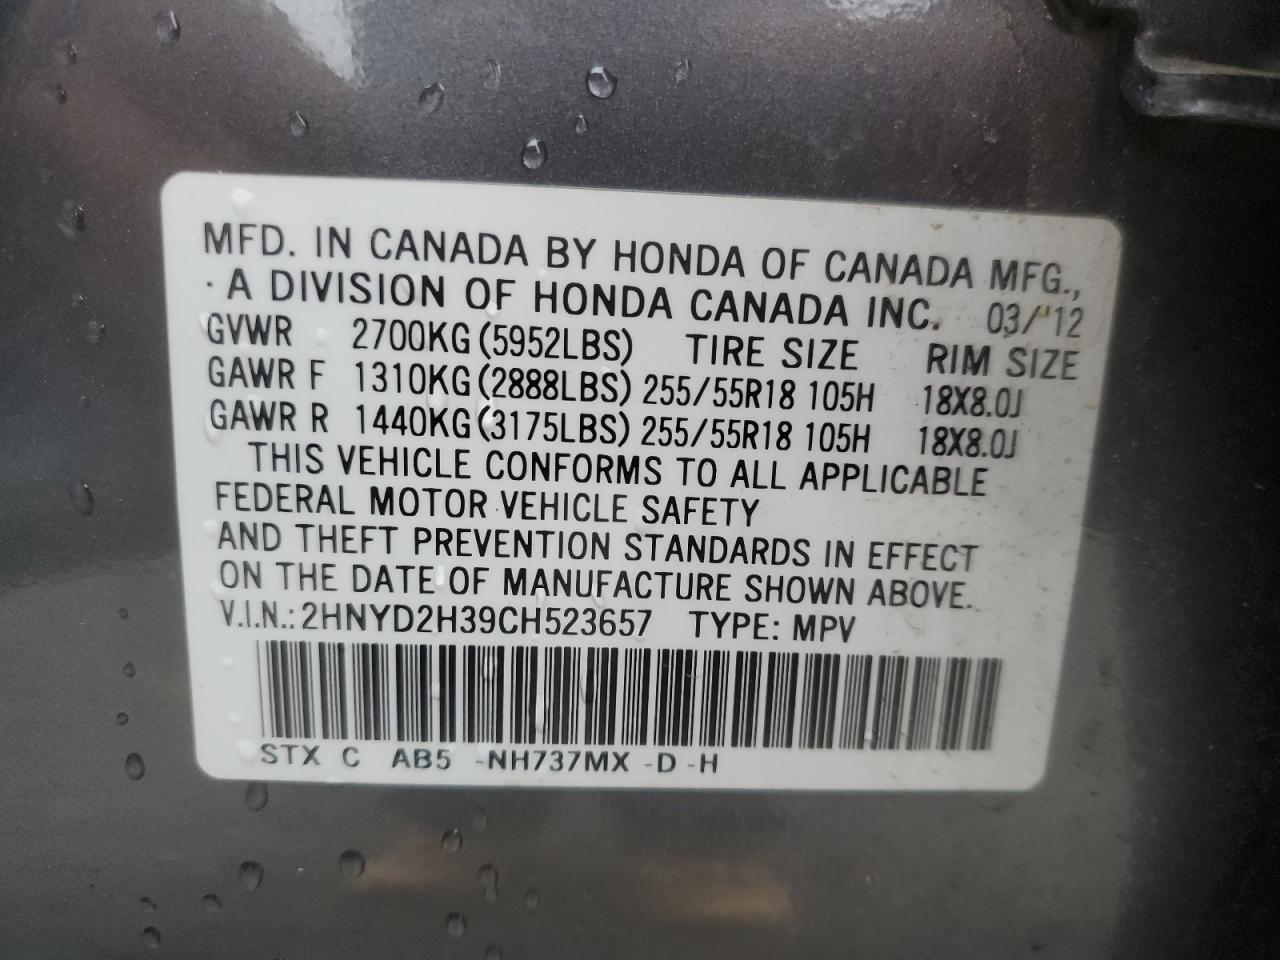 MFD. IN CANADA BY HONDA OF CANADA MFG.,
· A DIVISION OF HONDA CANADA INC. 03/'12
GVWR 2700KG (5952LBS) TIRE SIZE RIM SIZE
GAWR F 1310KG (2888LBS) 255/55R18 105H 18X8.0J
GAWR R 1440KG (3175LBS) 255/55R18 105H 18X8.0J
THIS VEHICLE CONFORMS TO ALL APPLICABLE
FEDERAL MOTOR VEHICLE SAFETY
AND THEFT PREVENTION STANDARDS IN EFFECT
ON THE DATE OF MANUFACTURE SHOWN ABOVE.
V.I.N.: 2HNYD2H39CH523657 TYPE: MPV
STX C AB5 -NH737MX -D -H